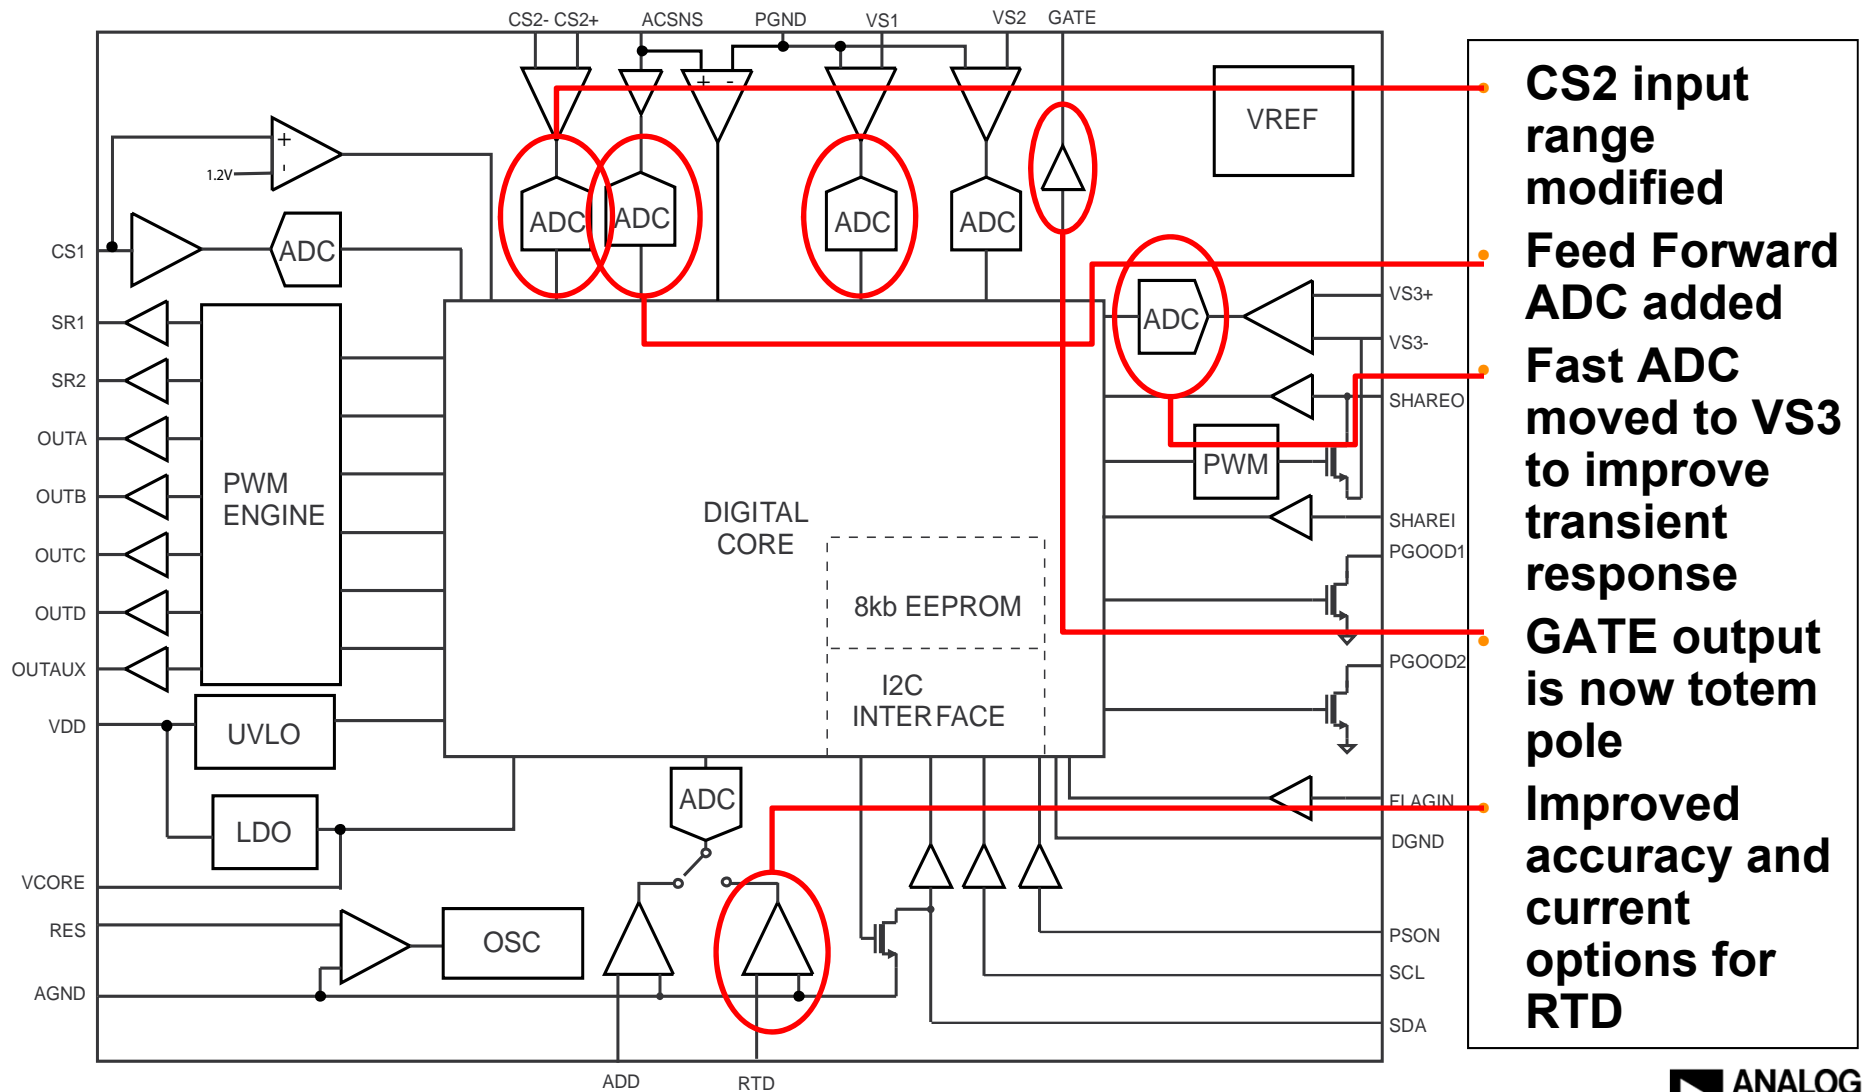 CS2- CS2+ ACSNS PGND VS1 VS2 GATE
+ -
VREF
+
-
1.2V
ADC ADC ADC ADC
CS1
ADC
VS3+
ADC
VS3-
SR1
SR2
SHAREO
OUTA
PWM
OUTB
PWM
ENGINE
DIGITAL
CORE
SHAREI
OUTC
PGOOD1
8kb EEPROM
OUTD
OUTAUX
PGOOD2
I2C
INTERFACE
VDD
UVLO
ADC
FLAGIN
LDO
DGND
VCORE
RES
OSC
PSON
SCL
AGND
SDA
ADD
RTD
• CS2 input
range
modified
• Feed Forward
ADC added
• Fast ADC
moved to VS3
to improve
transient
response
• GATE output
is now totem
pole
• Improved
accuracy and
current
options for
RTD
ANALOG